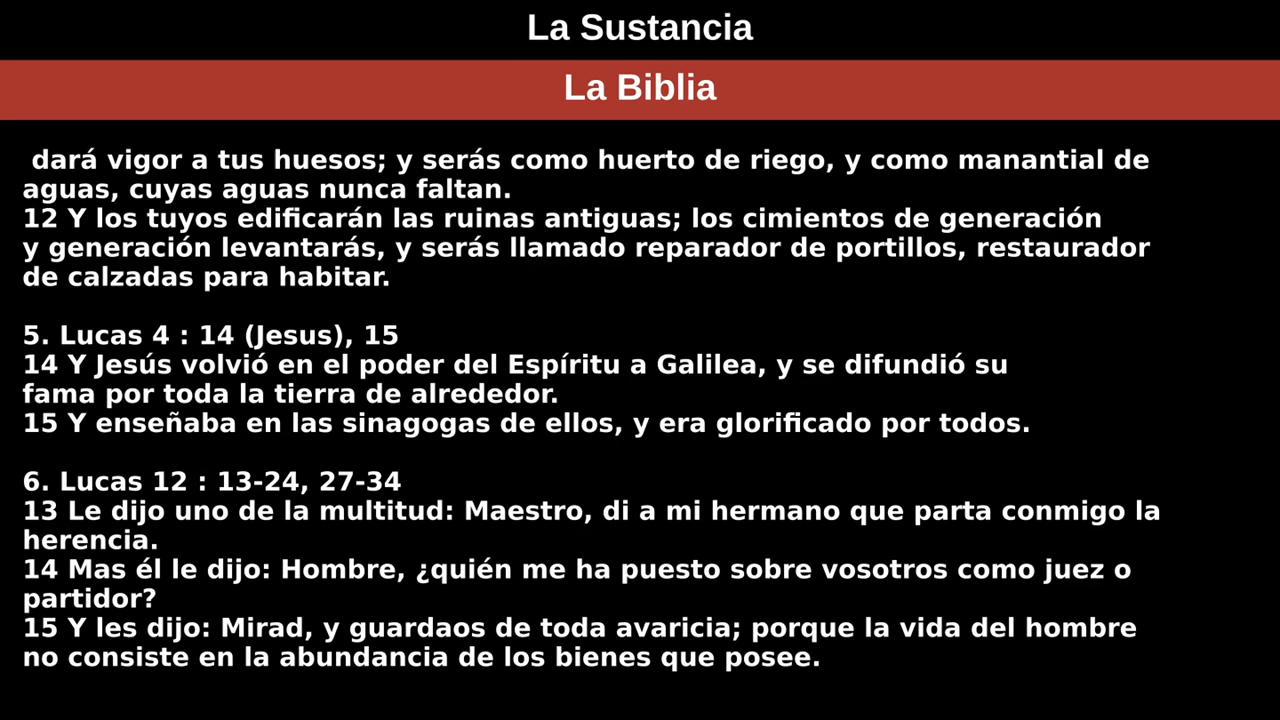 La Sustancia
La Biblia
dará vigor a tus huesos; y serás como huerto de riego, y como manantial de
aguas, cuyas aguas nunca faltan.
12 Y los tuyos edificarán las ruinas antiguas; los cimientos de generación
y generación levantarás, y serás llamado reparador de portillos, restaurador
de calzadas para habitar.
5. Lucas 4 : 14 (Jesus), 15
14 Y Jesús volvió en el poder del Espíritu a Galilea, y se difundió su
fama por toda la tierra de alrededor.
15 Y enseñaba en las sinagogas de ellos, y era glorificado por todos.
6. Lucas 12 : 13-24, 27-34
13 Le dijo uno de la multitud: Maestro, di a mi hermano que parta conmigo la
herencia.
14 Mas él le dijo: Hombre, ¿quién me ha puesto sobre vosotros como juez o
partidor?
15 Y les dijo: Mirad, y guardaos de toda avaricia; porque la vida del hombre
no consiste en la abundancia de los bienes que posee.